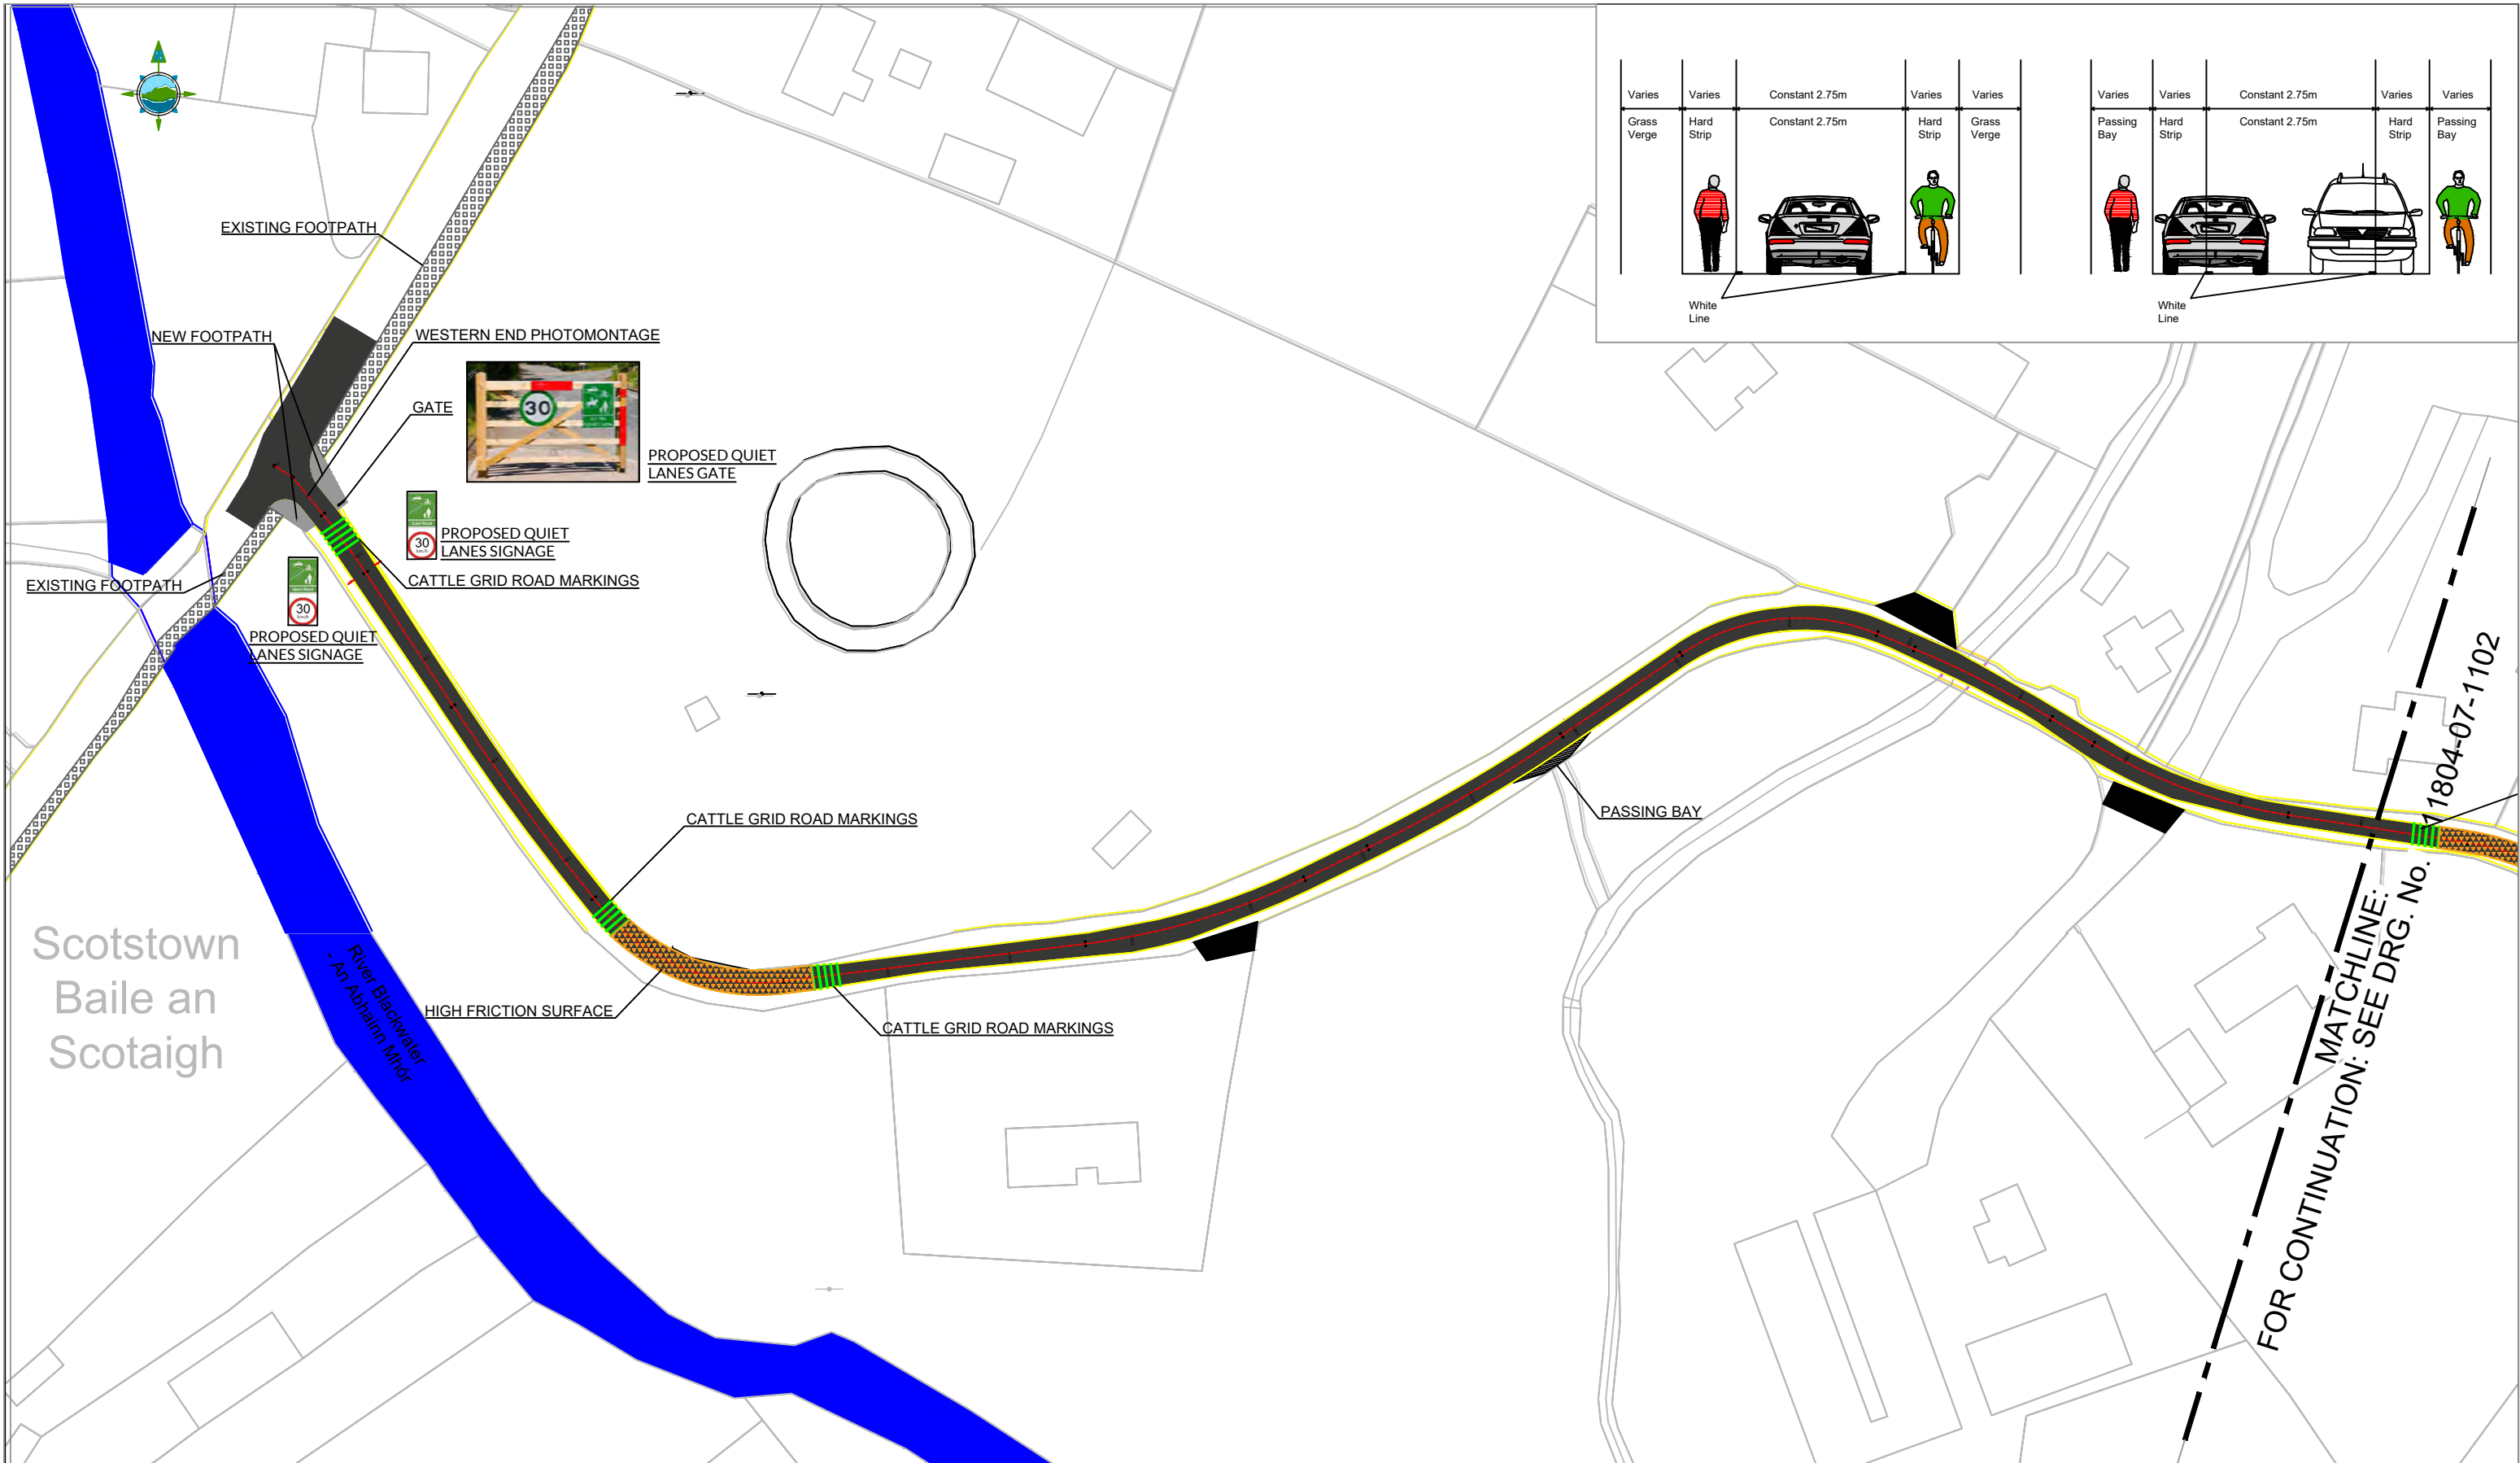 Varies
Varies
Constant 2.75m
Varies
Varies
Grass
Verge
Hard
Strip
Constant 2.75m
Hard
Strip
Grass
Verge
White
Line
Varies
Varies
Constant 2.75m
Varies
Varies
Passing
Bay
Hard
Strip
Constant 2.75m
Hard
Strip
Passing
Bay
White
Line
EXISTING FOOTPATH
NEW FOOTPATH
WESTERN END PHOTOMONTAGE
GATE
30
PROPOSED QUIET
LANES GATE
30
km/h
PROPOSED QUIET
LANES SIGNAGE
CATTLE GRID ROAD MARKINGS
EXISTING FOOTPATH
30
km/h
PROPOSED QUIET
LANES SIGNAGE
CATTLE GRID ROAD MARKINGS
PASSING BAY
HIGH FRICTION SURFACE
CATTLE GRID ROAD MARKINGS
Scotstown
Baile an
Scotaigh
River Blackwater
- An Abhainn Mhór
MATCHLINE:
FOR CONTINUATION: SEE DRG. No. 11804-07-1102